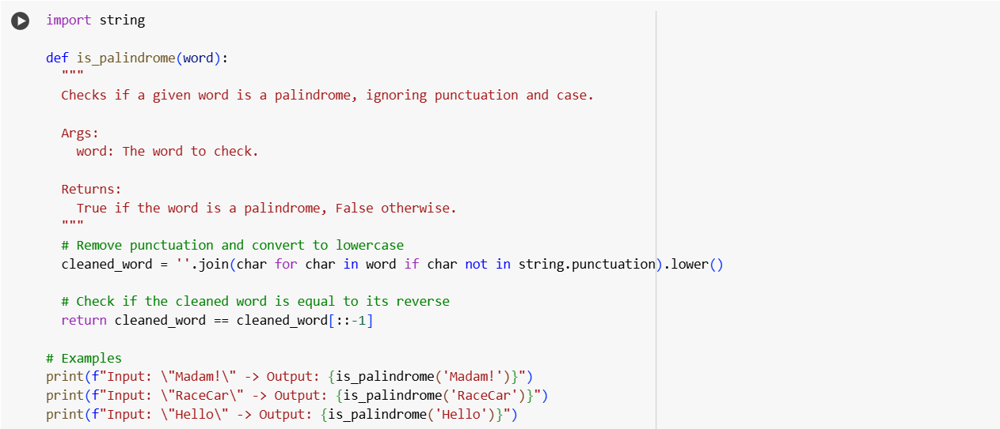 import string
def is_palindrome(word):
  """
  Checks if a given word is a palindrome, ignoring punctuation and case.
  Args:
    word: The word to check.
  Returns:
    True if the word is a palindrome, False otherwise.
  """
  # Remove punctuation and convert to lowercase
  cleaned_word = ''.join(char for char in word if char not in string.punctuation).lower()
  # Check if the cleaned word is equal to its reverse
  return cleaned_word == cleaned_word[::-1]
# Examples
print(f"Input: \"Madam!\" -> Output: {is_palindrome('Madam!')}")
print(f"Input: \"RaceCar\" -> Output: {is_palindrome('RaceCar')}")
print(f"Input: \"Hello\" -> Output: {is_palindrome('Hello')}")